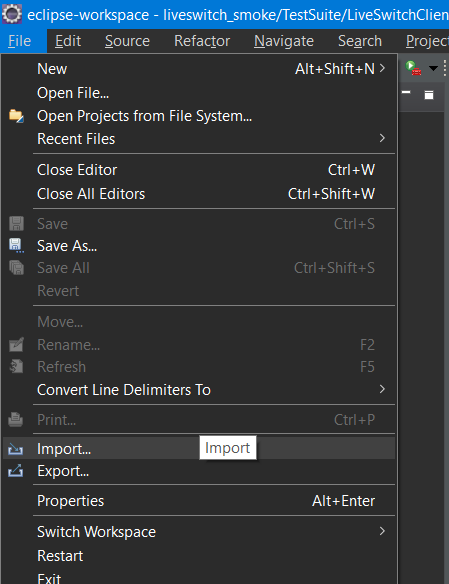 eclipse-workspace - liveswitch_smoke/TestSuite/LiveSwitchClien
File Edit Source Refactor Navigate Search Project
New Alt+Shift+N
Open File...
Open Projects from File System...
Recent Files
Close Editor Ctrl+W
Close All Editors Ctrl+Shift+W
Save Ctrl+S
Save As...
Save All Ctrl+Shift+S
Revert
Move...
Rename... F2
Refresh F5
Convert Line Delimiters To
Print... Ctrl+P
Import... Import
Export...
Properties Alt+Enter
Switch Workspace
Restart
Exit